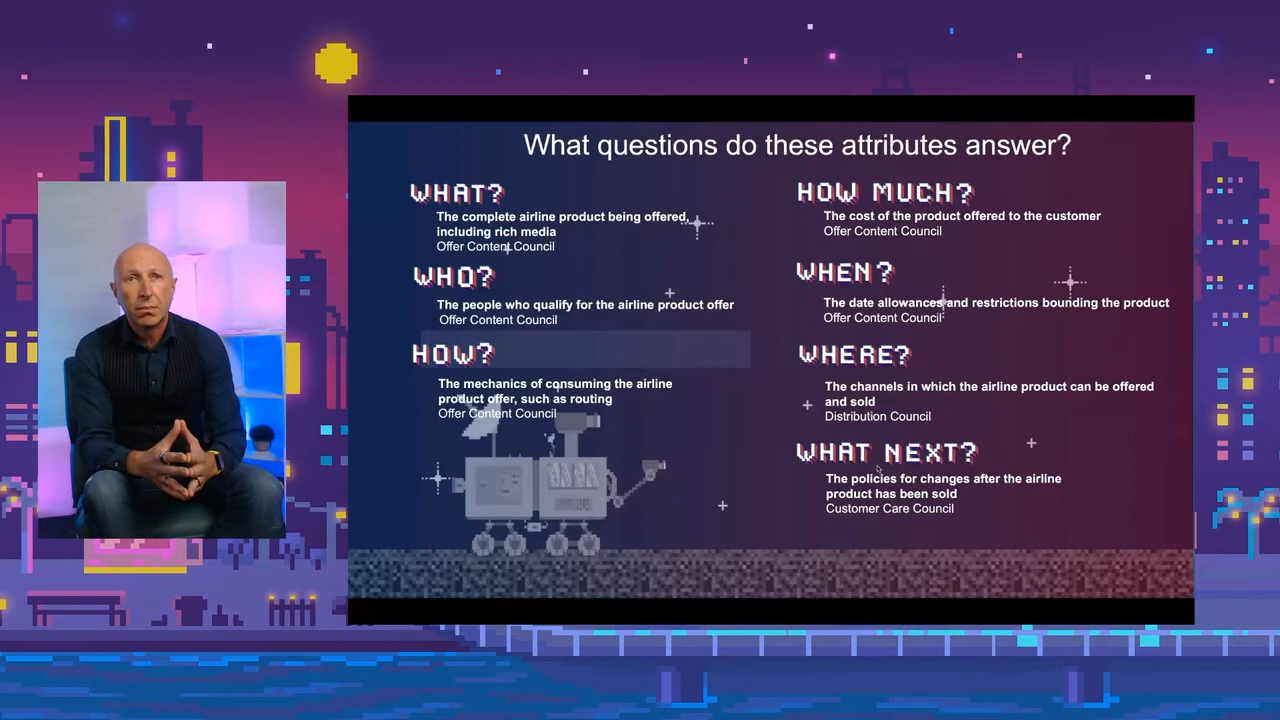 What questions do these attributes answer?
WHAT?
The complete airline product being offered,
including rich media
Offer Content Council
WHO?
The people who qualify for the airline product offer
Offer Content Council
HOW?
The mechanics of consuming the airline
product offer, such as routing
Offer Content Council
HOW MUCH?
The cost of the product offered to the customer
Offer Content Council
WHEN?
The date allowances and restrictions bounding the product
Offer Content Council
WHERE?
The channels in which the airline product can be offered
and sold
Distribution Council
WHAT NEXT?
The policies for changes after the airline
product has been sold
Customer Care Council